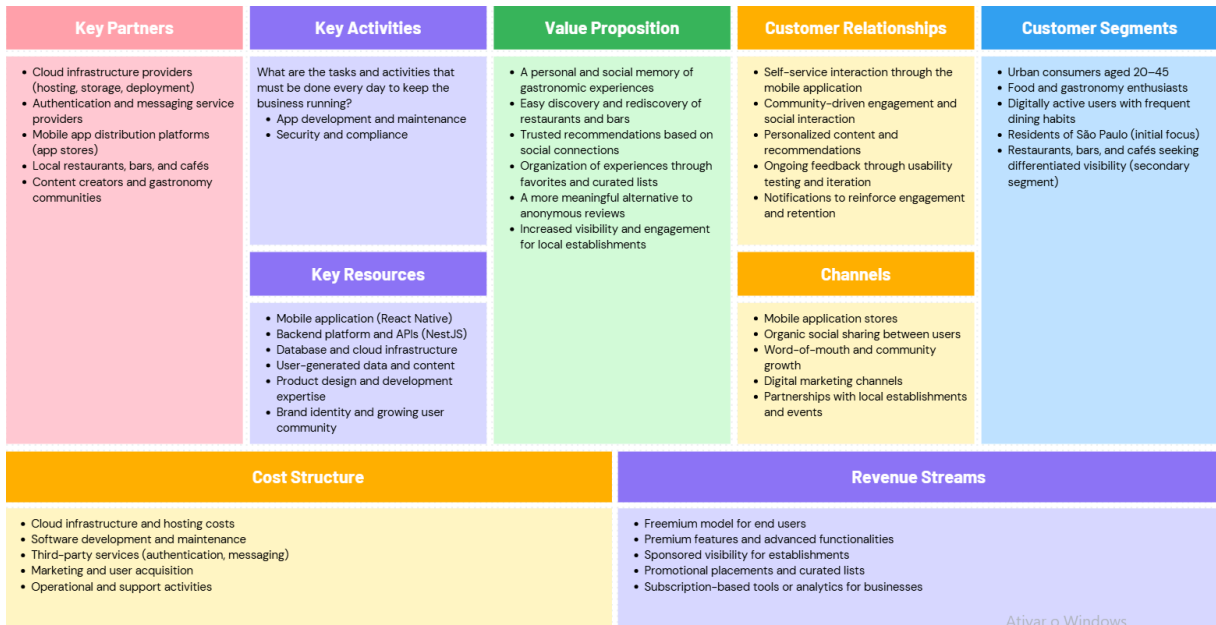 Key Partners
• Cloud infrastructure providers
(hosting, storage, deployment)
• Authentication and messaging service
providers
• Mobile app distribution platforms
(app stores)
• Local restaurants, bars, and cafés
• Content creators and gastronomy
communities
Key Activities
What are the tasks and activities that
must be done every day to keep the
business running?
• App development and maintenance
• Security and compliance
Key Resources
• Mobile application (React Native)
• Backend platform and APIs (NestJS)
• Database and cloud infrastructure
• User-generated data and content
• Product design and development
expertise
• Brand identity and growing user
community
Value Proposition
• A personal and social memory of
gastronomic experiences
• Easy discovery and rediscovery of
restaurants and bars
• Trusted recommendations based on
social connections
• Organization of experiences through
favorites and curated lists
• A more meaningful alternative to
anonymous reviews
• Increased visibility and engagement
for local establishments
Customer Relationships
• Self-service interaction through the
mobile application
• Community-driven engagement and
social interaction
• Personalized content and
recommendations
• Ongoing feedback through usability
testing and iteration
• Notifications to reinforce engagement
and retention
Channels
• Mobile application stores
• Organic social sharing between users
• Word-of-mouth and community
growth
• Digital marketing channels
• Partnerships with local establishments
and events
Customer Segments
• Urban consumers aged 20–45
• Food and gastronomy enthusiasts
• Digitally active users with frequent
dining habits
• Residents of São Paulo (initial focus)
• Restaurants, bars, and cafés seeking
differentiated visibility (secondary
segment)
Cost Structure
• Cloud infrastructure and hosting costs
• Software development and maintenance
• Third-party services (authentication, messaging)
• Marketing and user acquisition
• Operational and support activities
Revenue Streams
• Freemium model for end users
• Premium features and advanced functionalities
• Sponsored visibility for establishments
• Promotional placements and curated lists
• Subscription-based tools or analytics for businesses
Ativar o Windows